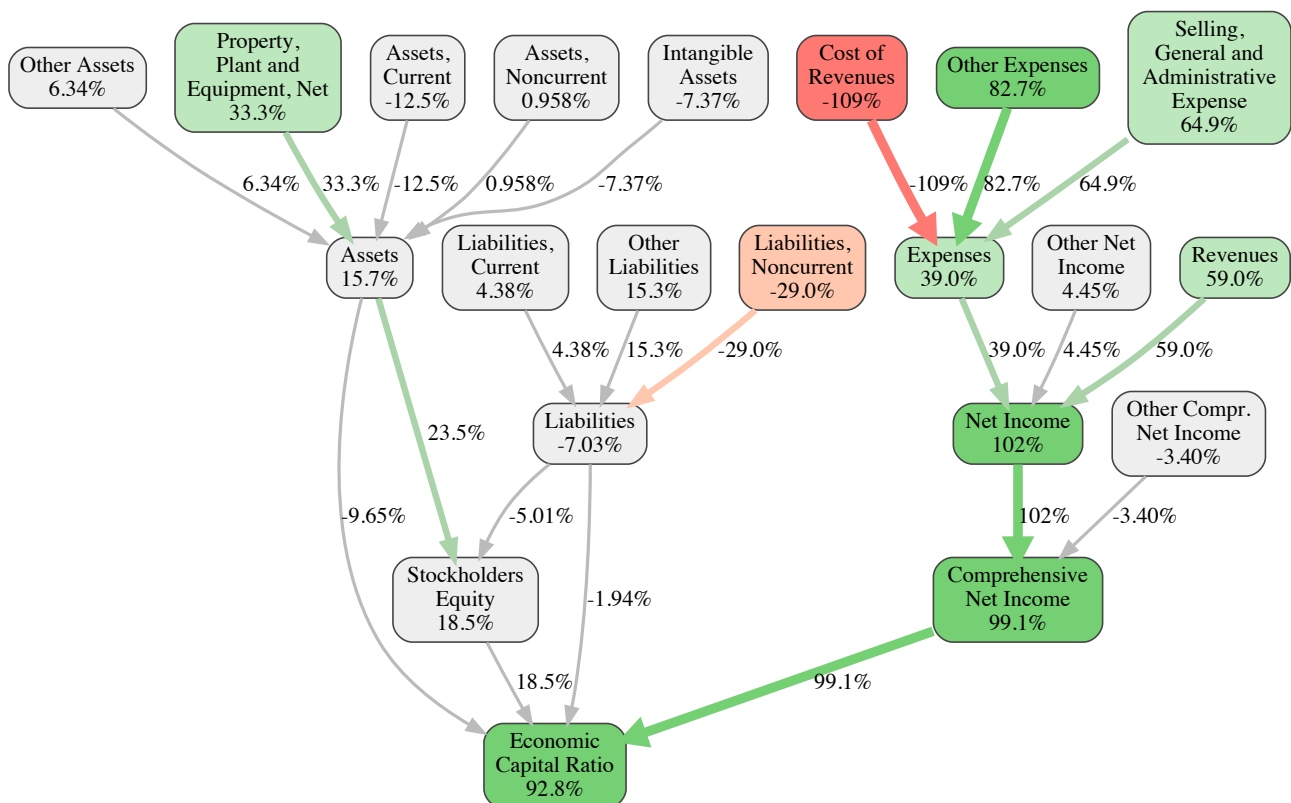 Other Assets
6.34%
Property,
Plant and
Equipment, Net
33.3%
Assets,
Current
-12.5%
Assets,
Noncurrent
0.958%
Intangible
Assets
-7.37%
Cost of
Revenues
-109%
Other Expenses
82.7%
Selling,
General and
Administrative
Expense
64.9%
6.34%
33.3%
-12.5%
0.958%
-7.37%
-109%
82.7%
64.9%
Assets
15.7%
Liabilities,
Current
4.38%
Other
Liabilities
15.3%
Liabilities,
Noncurrent
-29.0%
Expenses
39.0%
Other Net
Income
4.45%
Revenues
59.0%
4.38%
15.3%
-29.0%
39.0%
4.45%
59.0%
23.5%
Liabilities
-7.03%
Net Income
102%
Other Compr.
Net Income
-3.40%
-9.65%
-5.01%
102%
-3.40%
Stockholders
Equity
18.5%
-1.94%
Comprehensive
Net Income
99.1%
18.5%
99.1%
Economic
Capital Ratio
92.8%